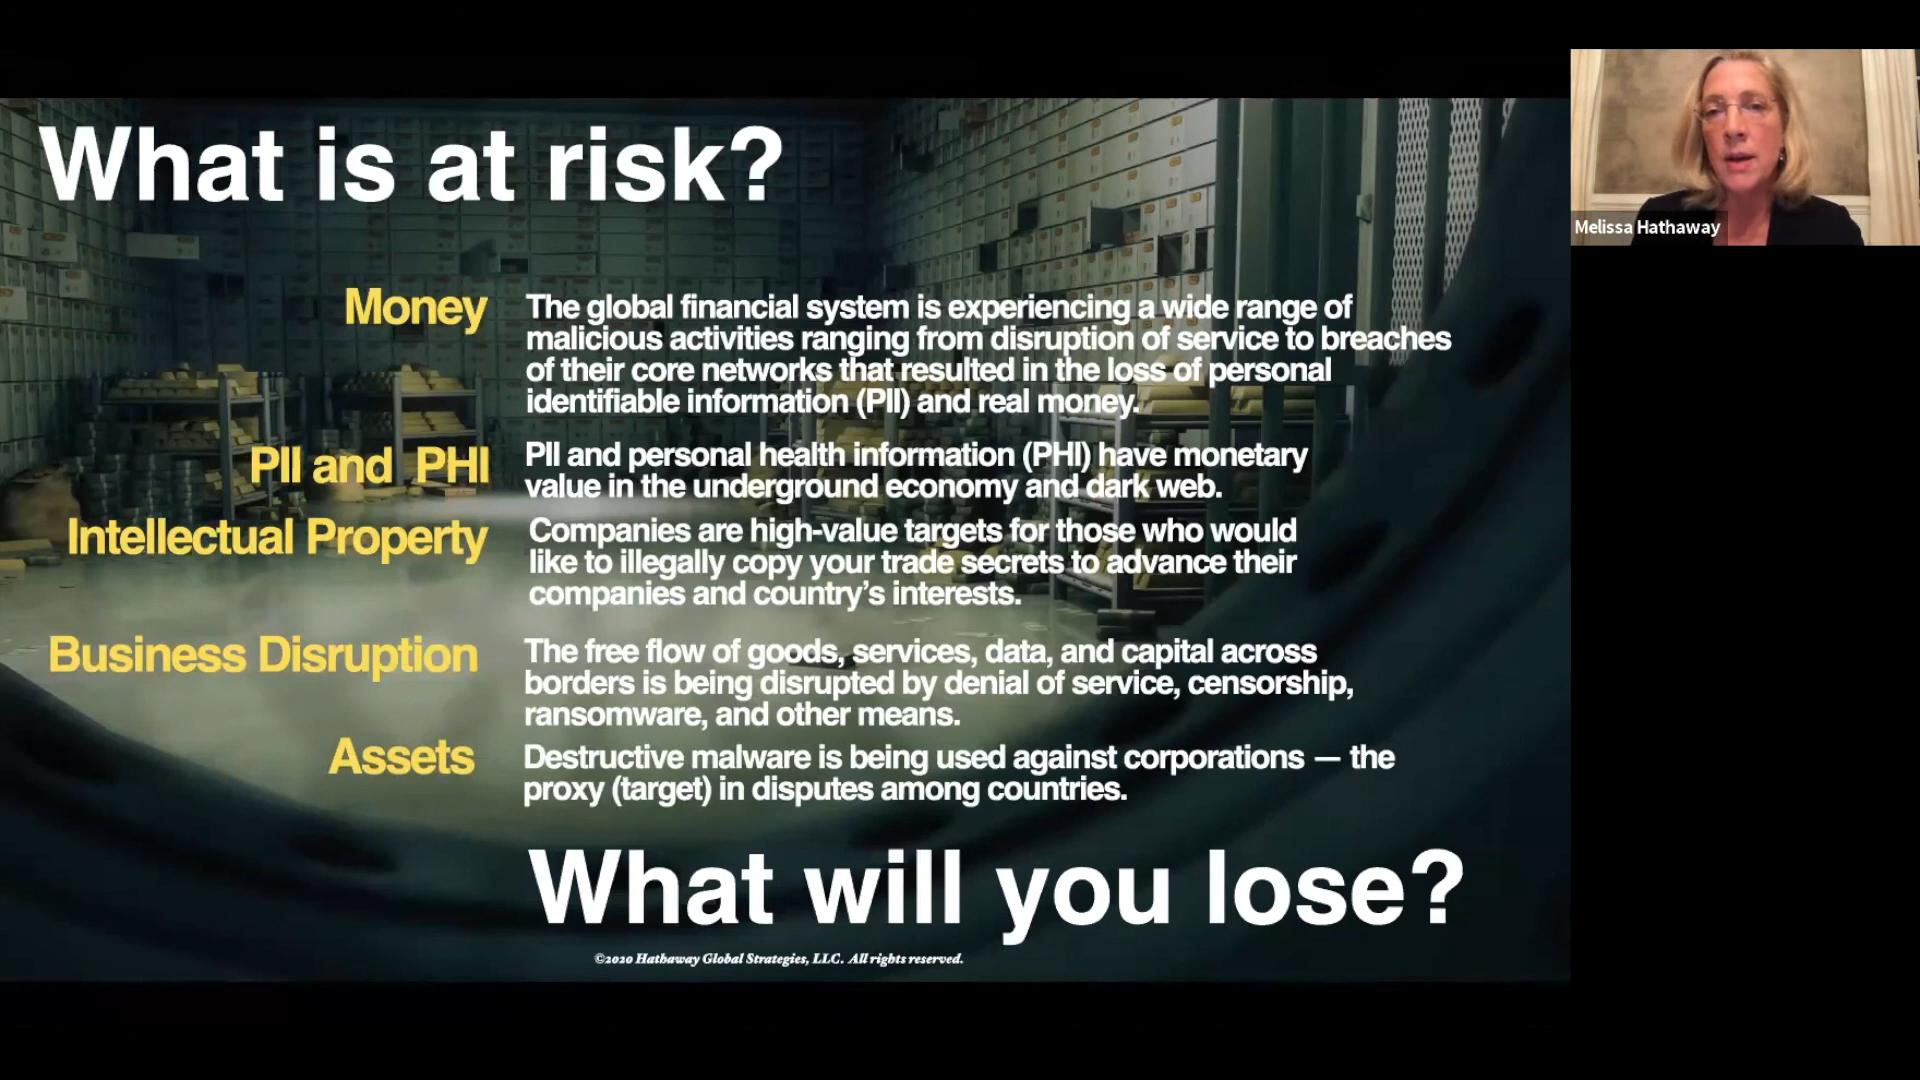 What is at risk?
Melissa Hathaway
Money
The global financial system is experiencing a wide range of
malicious activities ranging from disruption of service to breaches
of their core networks that resulted in the loss of personal
identifiable information (PII) and real money.
PII and PHI
PII and personal health information (PHI) have monetary
value in the underground economy and dark web.
Intellectual Property
Companies are high-value targets for those who would
like to illegally copy your trade secrets to advance their
companies and country’s interests.
Business Disruption
The free flow of goods, services, data, and capital across
borders is being disrupted by denial of service, censorship,
ransomware, and other means.
Assets
Destructive malware is being used against corporations — the
proxy (target) in disputes among countries.
What will you lose?
©2020 Hathaway Global Strategies, LLC. All rights reserved.